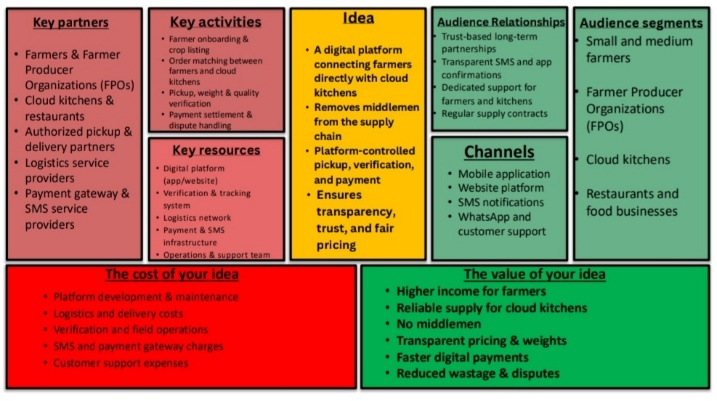 Key partners
Farmers & Farmer
Producer
Organizations (FPOs)
Cloud kitchens &
restaurants
Authorized pickup &
delivery partners
Logistics service
providers
Payment gateway &
SMS service
providers
Key activities
Farmer onboarding &
crop listing
Order matching between
farmers and cloud
kitchens
Pickup, weight & quality
verification
Payment settlement &
dispute handling
Key resources
Digital platform
(app/website)
Verification & tracking
system
Logistics network
Payment & SMS
infrastructure
Operations & support team
Idea
A digital platform
connecting farmers
directly with cloud
kitchens
Removes middlemen
from the supply
chain
Platform-controlled
pickup, verification,
and payment
Ensures
transparency,
trust, and fair
pricing
Audience Relationships
Trust-based long-term
partnerships
Transparent SMS and app
confirmations
Dedicated support for
farmers and kitchens
Regular supply contracts
Channels
Mobile application
Website platform
SMS notifications
WhatsApp and
customer support
Audience segments
Small and medium
farmers
Farmer Producer
Organizations
(FPOs)
Cloud kitchens
Restaurants and
food businesses
The cost of your idea
Platform development & maintenance
Logistics and delivery costs
Verification and field operations
SMS and payment gateway charges
Customer support expenses
The value of your idea
Higher income for farmers
Reliable supply for cloud kitchens
No middlemen
Transparent pricing & weights
Faster digital payments
Reduced wastage & disputes